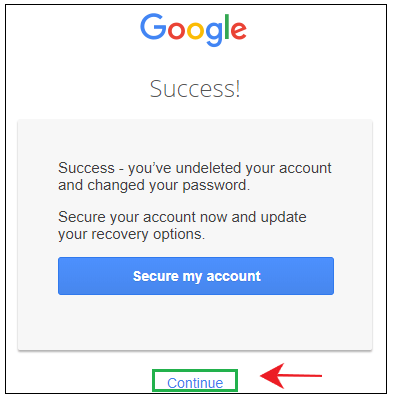 Google
Success!
Success - you've undeleted your account
and changed your password.
Secure your account now and update
your recovery options.
Secure my account
Continue